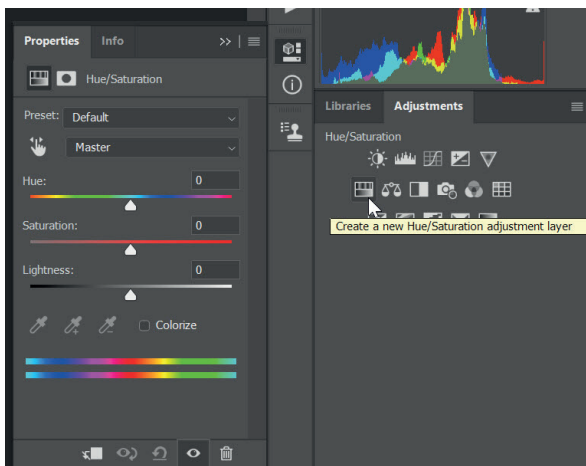 Properties Info
Hue/Saturation
Preset: Default
Master
Hue: 0
Saturation: 0
Lightness: 0
Colorize
Libraries Adjustments
Hue/Saturation
Create a new Hue/Saturation adjustment layer